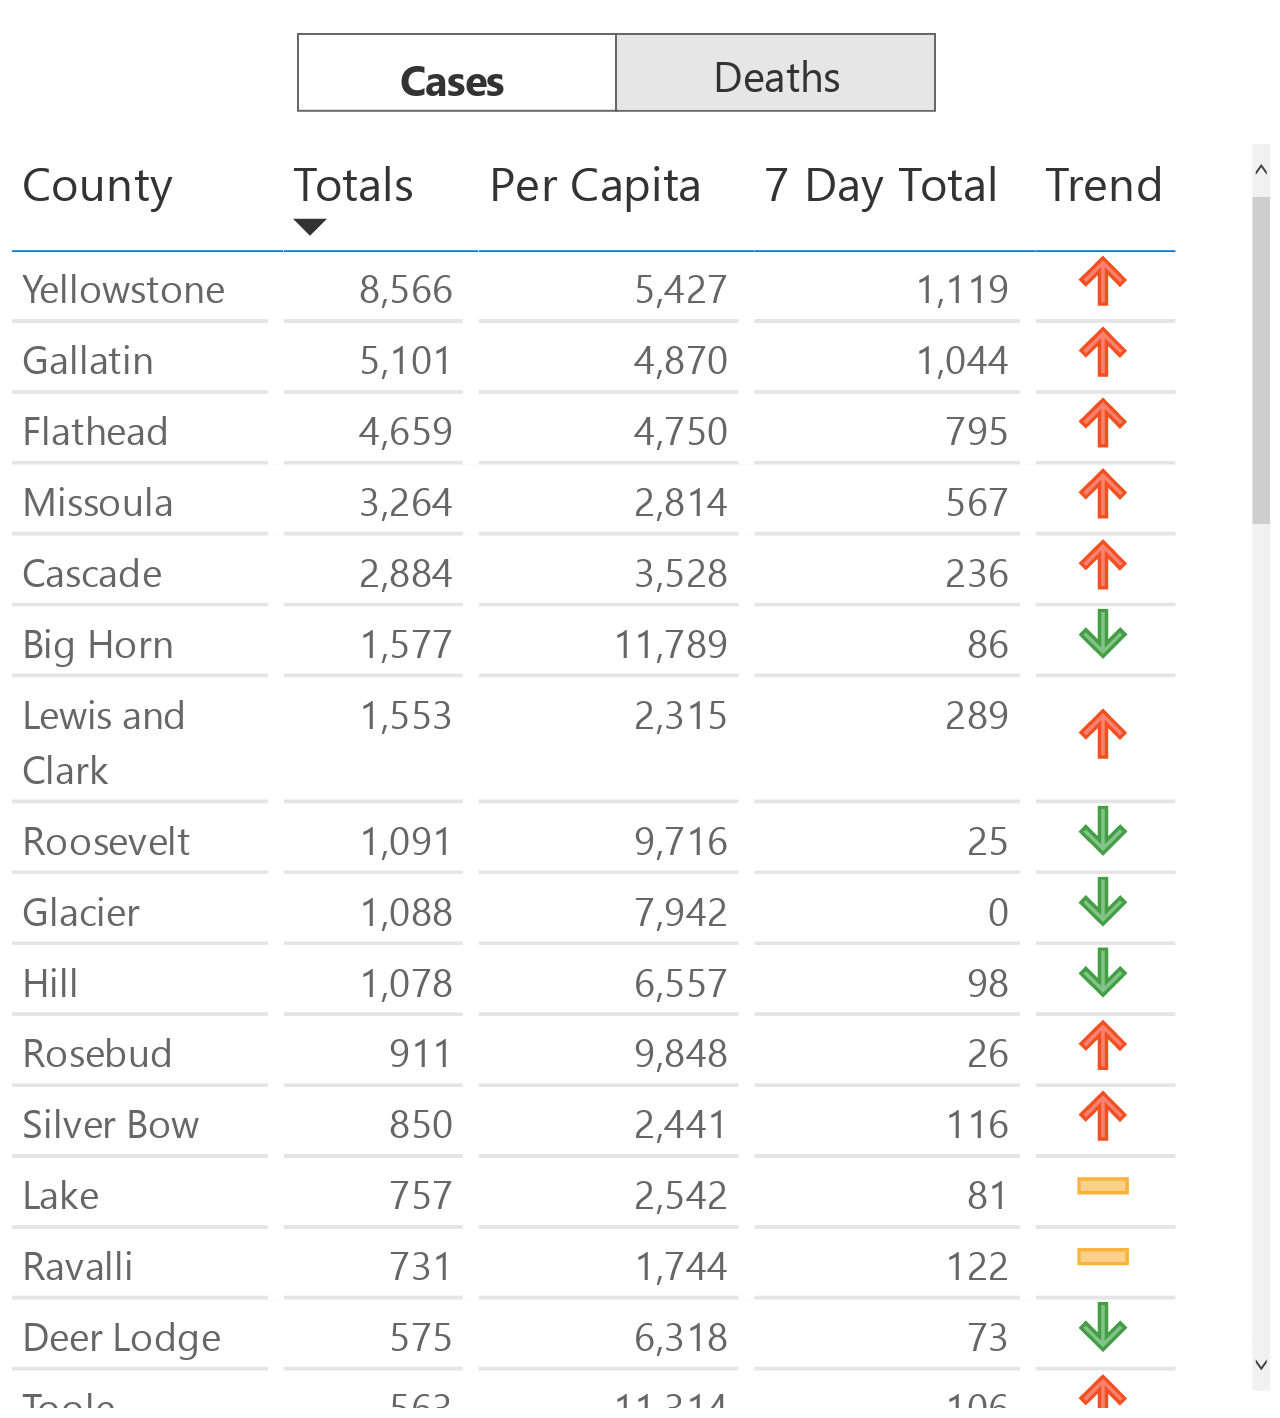 Cases Deaths
County Totals Per Capita 7 Day Total Trend
Yellowstone 8,566 5,427 1,119
Gallatin 5,101 4,870 1,044
Flathead 4,659 4,750 795
Missoula 3,264 2,814 567
Cascade 2,884 3,528 236
Big Horn 1,577 11,789 86
Lewis and 1,553 2,315 289
Clark
Roosevelt 1,091 9,716 25
Glacier 1,088 7,942 0
Hill 1,078 6,557 98
Rosebud 911 9,848 26
Silver Bow 850 2,441 116
Lake 757 2,542 81
Ravalli 731 1,744 122
Deer Lodge 575 6,318 73
Toole 563 11,314 106